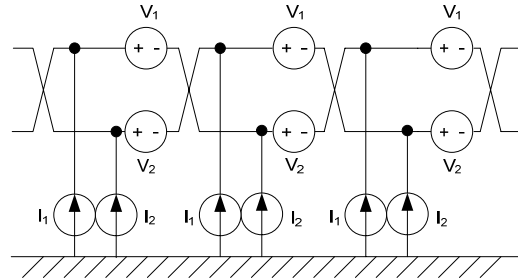 V₁ V₁ V₁
+ - + - + -
+ - + - + -
V₂ V₂ V₂
I₁ I₂ I₁ I₂ I₁ I₂